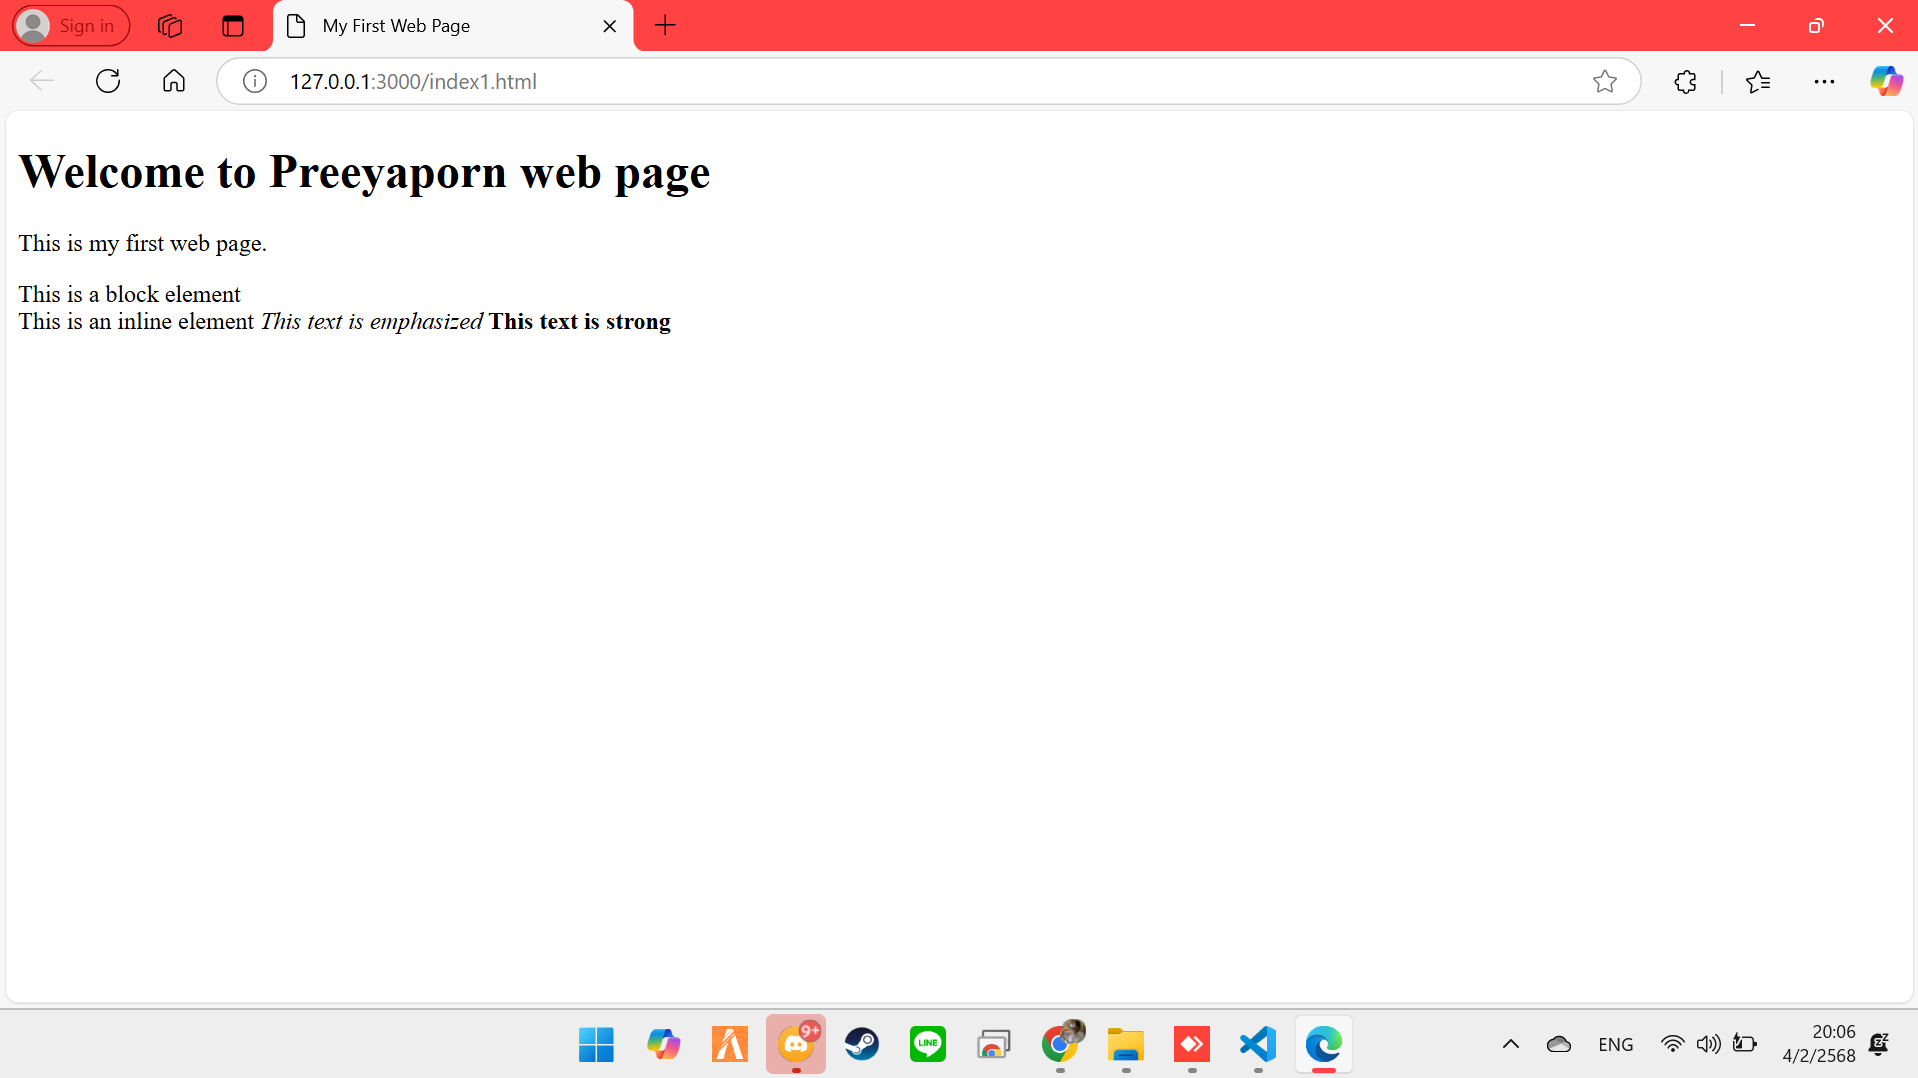 Sign in
My First Web Page
127.0.0.1:3000/index1.html
Welcome to Preeyaporn web page
This is my first web page.
This is a block element
This is an inline element This text is emphasized This text is strong
9+
LINE
ENG
20:06
4/2/2568